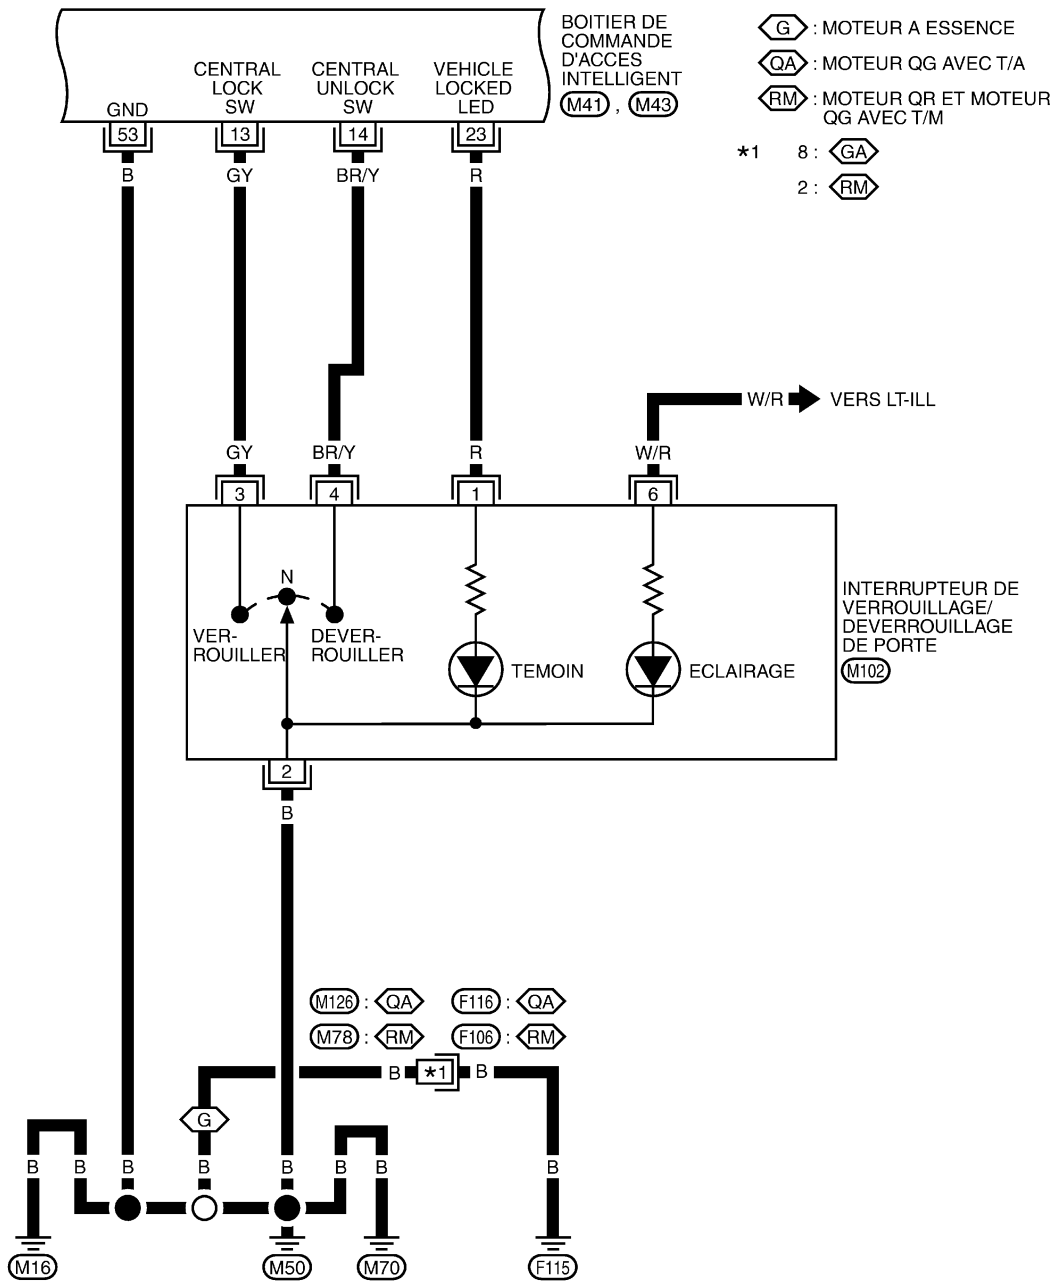 BOITIER DE
COMMANDE
D'ACCES
INTELLIGENT
M41 , M43
G : MOTEUR A ESSENCE
QA : MOTEUR QG AVEC T/A
RM : MOTEUR QR ET MOTEUR
QG AVEC T/M
*1 8 : GA
2 : RM
GND
CENTRAL
LOCK
SW
CENTRAL
UNLOCK
SW
VEHICLE
LOCKED
LED
53 13 14 23
B GY BR/Y R
W/R VERS LT-ILL
GY BR/Y R W/R
3 4 1 6
N
VER-
ROUILLER
DEVER-
ROUILLER
TEMOIN
ECLAIRAGE
INTERRUPTEUR DE
VERROUILLAGE/
DEVERROUILLAGE
DE PORTE
M102
2
B
M126 : QA F116 : QA
M78 : RM F106 : RM
B *1 B
G
B B B B B B B B
M16 M50 M70 F115